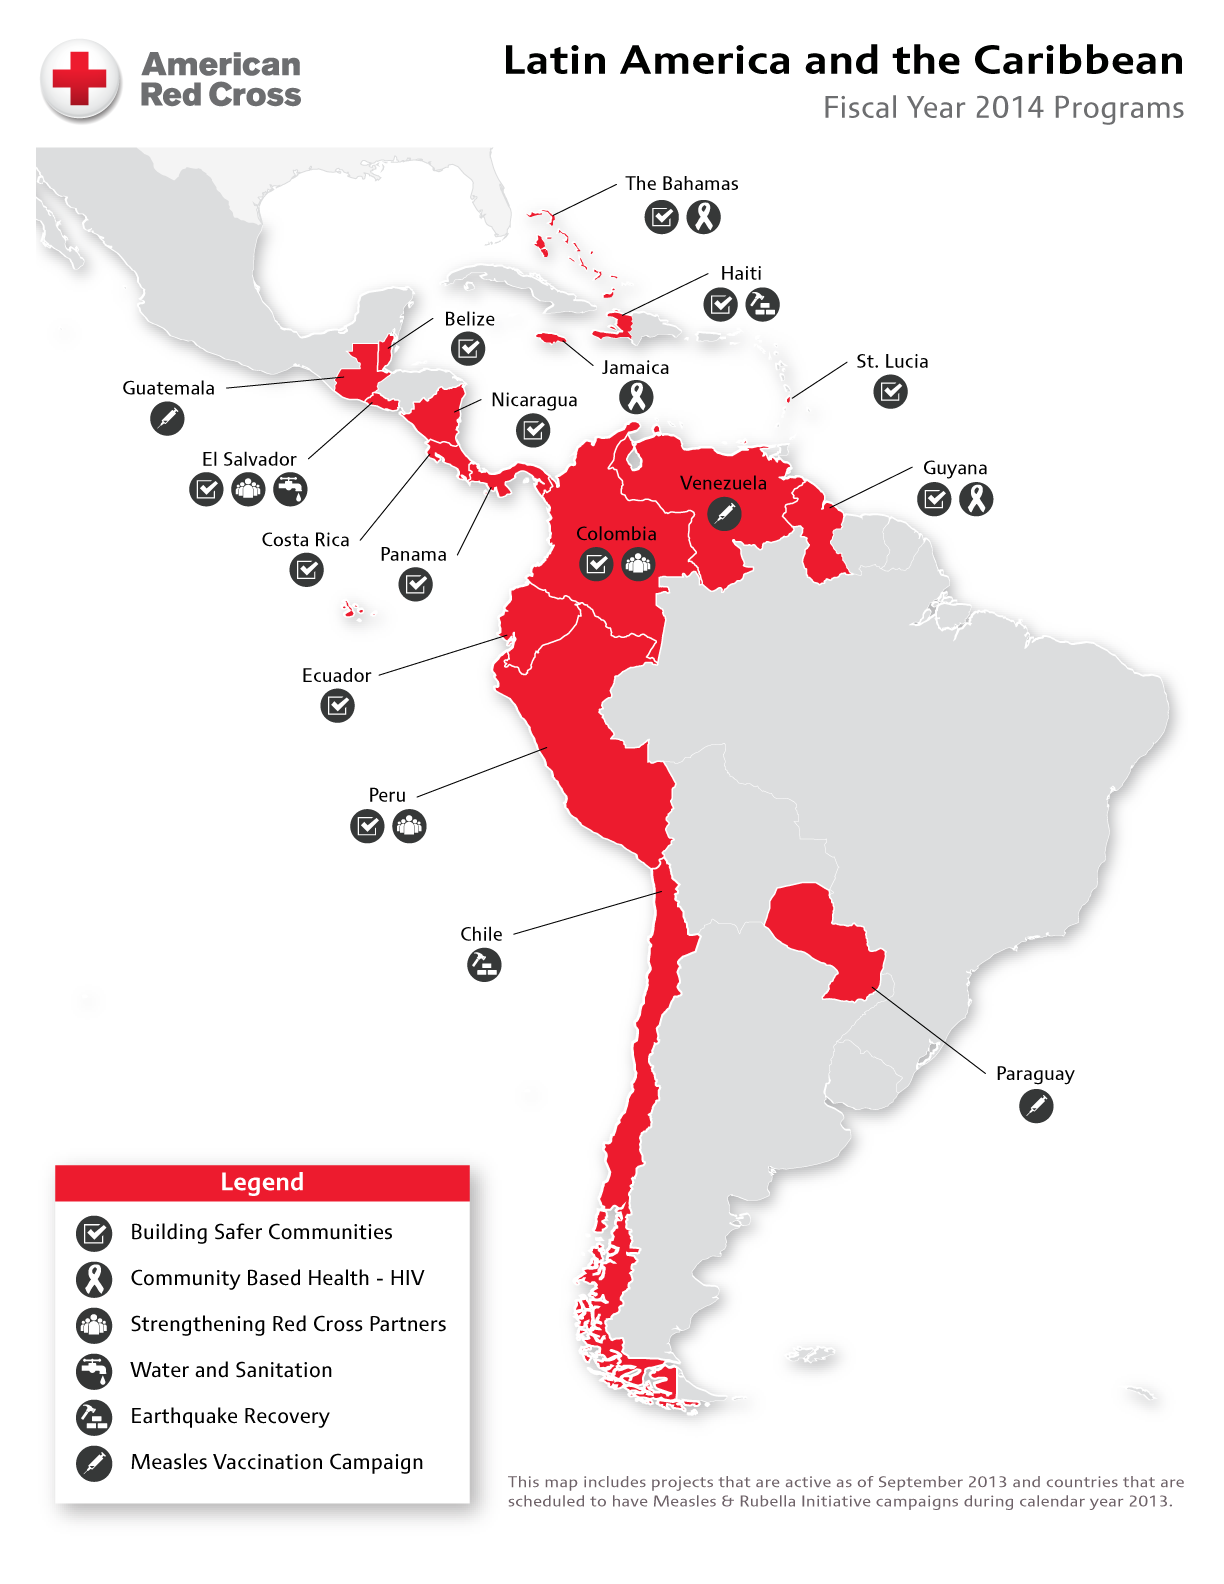 American
Red Cross
Latin America and the Caribbean
Fiscal Year 2014 Programs
The Bahamas
Haiti
Belize
Jamaica
St. Lucia
Guatemala
Nicaragua
El Salvador
Guyana
Venezuela
Costa Rica
Panama
Colombia
Ecuador
Peru
Chile
Paraguay
Legend
Building Safer Communities
Community Based Health - HIV
Strengthening Red Cross Partners
Water and Sanitation
Earthquake Recovery
Measles Vaccination Campaign
This map includes projects that are active as of September 2013 and countries that are
scheduled to have Measles & Rubella Initiative campaigns during calendar year 2013.